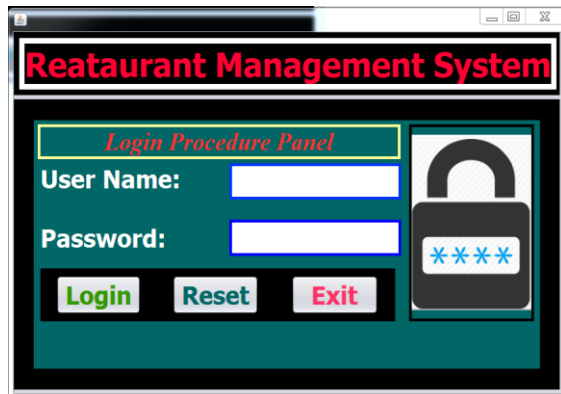 Reataurant Management System
Login Procedure Panel
User Name:
Password:
****
Login Reset Exit